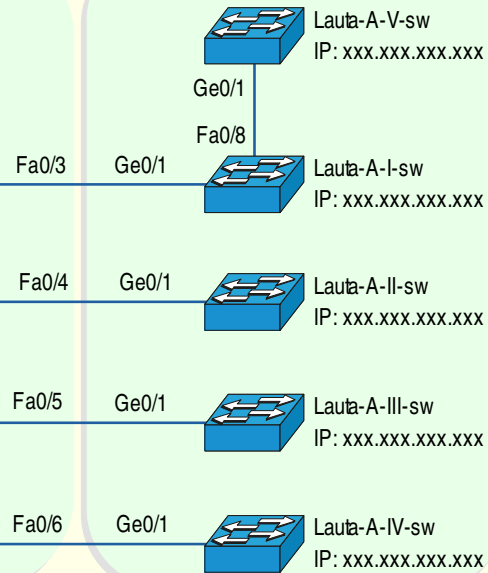 Lauta-A-V-sw
IP: xxx.xxx.xxx.xxx
Ge0/1
Fa0/8
Fa0/3 Ge0/1 Lauta-A-I-sw
IP: xxx.xxx.xxx.xxx
Fa0/4 Ge0/1 Lauta-A-II-sw
IP: xxx.xxx.xxx.xxx
Fa0/5 Ge0/1 Lauta-A-III-sw
IP: xxx.xxx.xxx.xxx
Fa0/6 Ge0/1 Lauta-A-IV-sw
IP: xxx.xxx.xxx.xxx